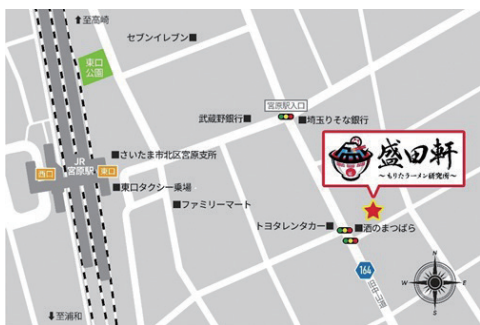 ⬆至高崎
セブンイレブン■
東口
公園
宮原駅入口
武蔵野銀行■
■埼玉りそな銀行
盛田軒
～もりたラーメン研究所～
JR
宮原駅
■さいたま市北区宮原支所
西口
東口
■東口タクシー乗場
■ファミリーマート
トヨタレンタカー■
■酒のまつばら
164
旧中山道
N
W
E
S
⬇至浦和